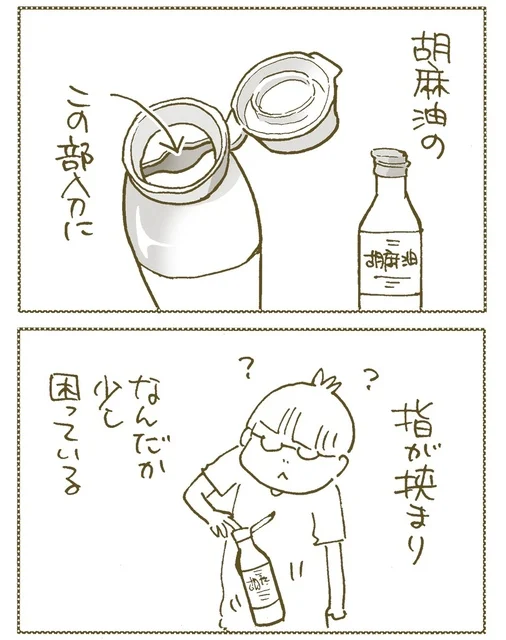 胡麻油の
胡麻油
この部分に
指が挟まり
?
?
なんだか
少し
困っている